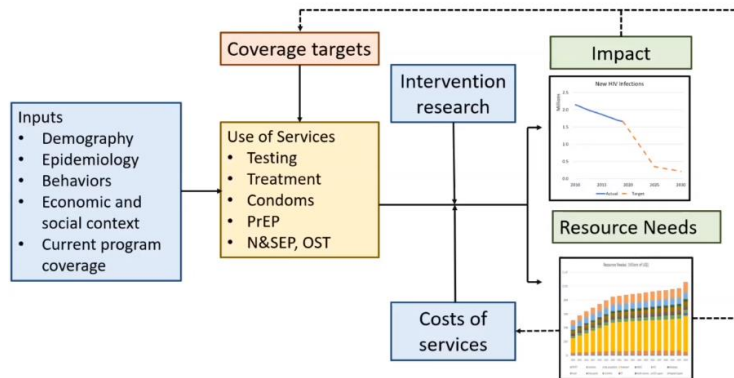 Coverage targets
Impact
Intervention
research
New HIV Infections
Millions
2.5
2.0
1.5
1.0
0.5
0.0
2010
2015
2020
2025
2030
Actual
Target
Inputs
• Demography
• Epidemiology
• Behaviors
• Economic and
social context
• Current program
coverage
Use of Services
• Testing
• Treatment
• Condoms
• PrEP
• N&SEP, OST
Resource Needs
Costs of
services